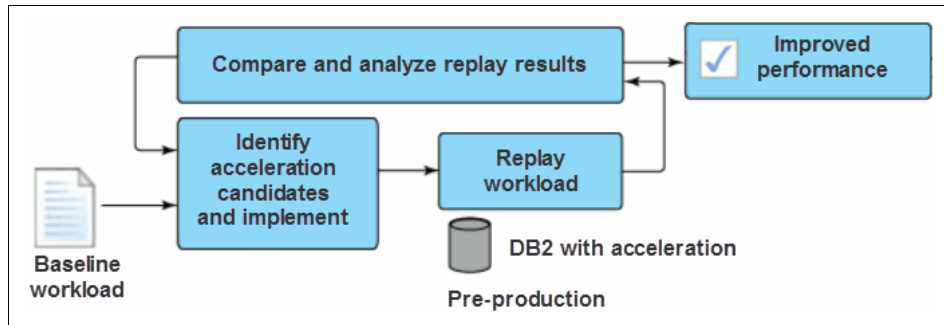 Compare and analyze replay results
Improved
performance
Identify
acceleration
candidates
and implement
Replay
workload
Baseline
workload
DB2 with acceleration
Pre-production